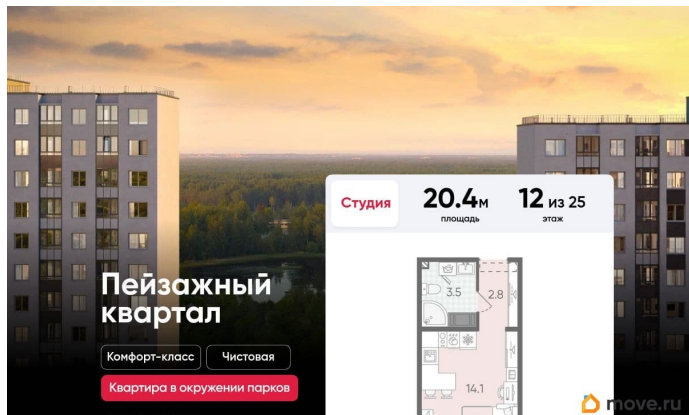 Студия
20.4м
площадь
12 из 25
этаж
Пейзажный
квартал
Комфорт-класс
Чистовая
Квартира в окружении парков
3.5
2.8
14.1
move.ru